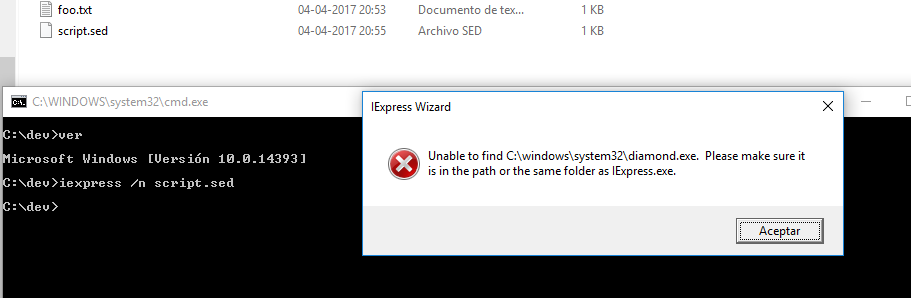 foo.txt 04-04-2017 20:53 Documento de tex... 1 KB
script.sed 04-04-2017 20:55 Archivo SED 1 KB
C:\WINDOWS\system32\cmd.exe
C:\dev>ver
Microsoft Windows [Versión 10.0.14393]
C:\dev>iexpress /n script.sed
C:\dev>
IExpress Wizard
Unable to find C:\windows\system32\diamond.exe.  Please make sure it
is in the path or the same folder as IExpress.exe.
Aceptar